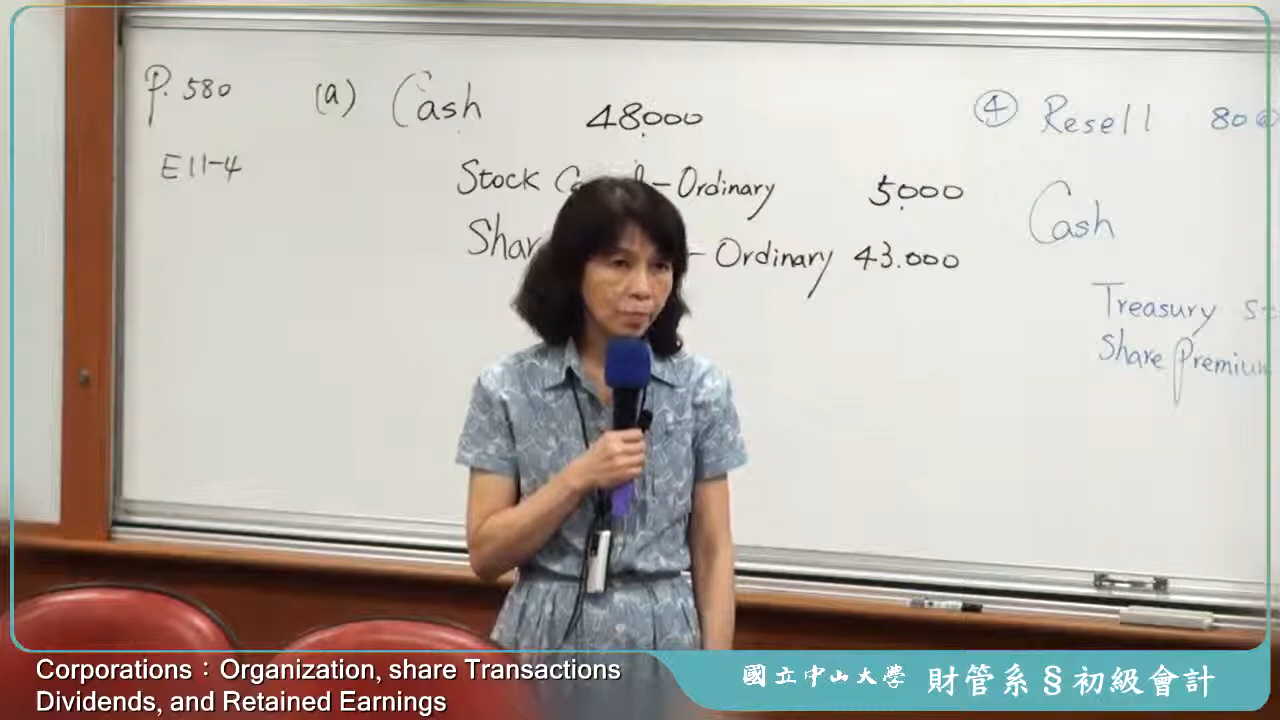 P. 580
E 11-4
(a) Cash 48,000
Stock – Ordinary 5,000
– Ordinary 43,000
④ Resell 80
Cash
Treasury
Share Premium
Corporations：Organization, share Transactions
Dividends, and Retained Earnings
國立中山大學 財管系§初級會計